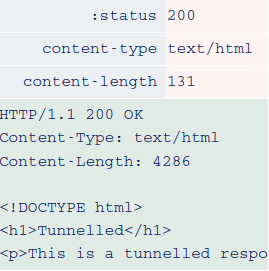 :status 200
content-type text/html
content-length 131
HTTP/1.1 200 OK
Content-Type: text/html
Content-Length: 4286

<!DOCTYPE html>
<h1>Tunnelled</h1>
<p>This is a tunnelled respo